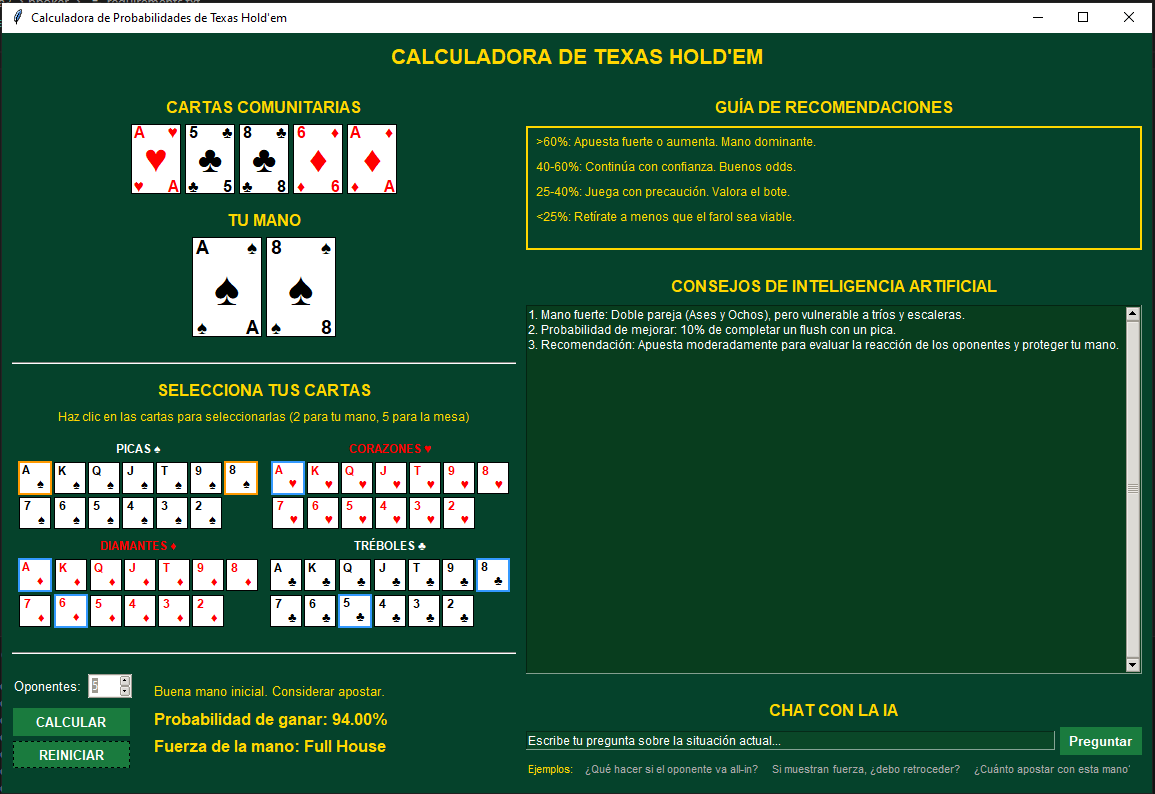 Calculadora de Probabilidades de Texas Hold'em
CALCULADORA DE TEXAS HOLD'EM
CARTAS COMUNITARIAS
A ♥ 5 ♣ 8 ♣ 6 ♦ A ♦
♥ A ♣ 5 ♣ 8 ♦ 6 ♦ A
TU MANO
A ♠ 8 ♠
♠ A ♠ 8
SELECCIONA TUS CARTAS
Haz clic en las cartas para seleccionarlas (2 para tu mano, 5 para la mesa)
PICAS ♠
A K Q J T 9 8
7 6 5 4 3 2
CORAZONES ♥
A K Q J T 9 8
7 6 5 4 3 2
DIAMANTES ♦
A K Q J T 9 8
7 6 5 4 3 2
TRÉBOLES ♣
A K Q J T 9 8
7 6 5 4 3 2
Oponentes:
CALCULAR
REINICIAR
Buena mano inicial. Considerar apostar.
Probabilidad de ganar: 94.00%
Fuerza de la mano: Full House
GUÍA DE RECOMENDACIONES
>60%: Apuesta fuerte o aumenta. Mano dominante.
40-60%: Continúa con confianza. Buenos odds.
25-40%: Juega con precaución. Valora el bote.
<25%: Retírate a menos que el farol sea viable.
CONSEJOS DE INTELIGENCIA ARTIFICIAL
1. Mano fuerte: Doble pareja (Ases y Ochos), pero vulnerable a tríos y escaleras.
2. Probabilidad de mejorar: 10% de completar un flush con un pica.
3. Recomendación: Apuesta moderadamente para evaluar la reacción de los oponentes y proteger tu mano.
CHAT CON LA IA
Escribe tu pregunta sobre la situación actual...
Preguntar
Ejemplos: ¿Qué hacer si el oponente va all-in? Si muestran fuerza, ¿debo retroceder? ¿Cuánto apostar con esta mano